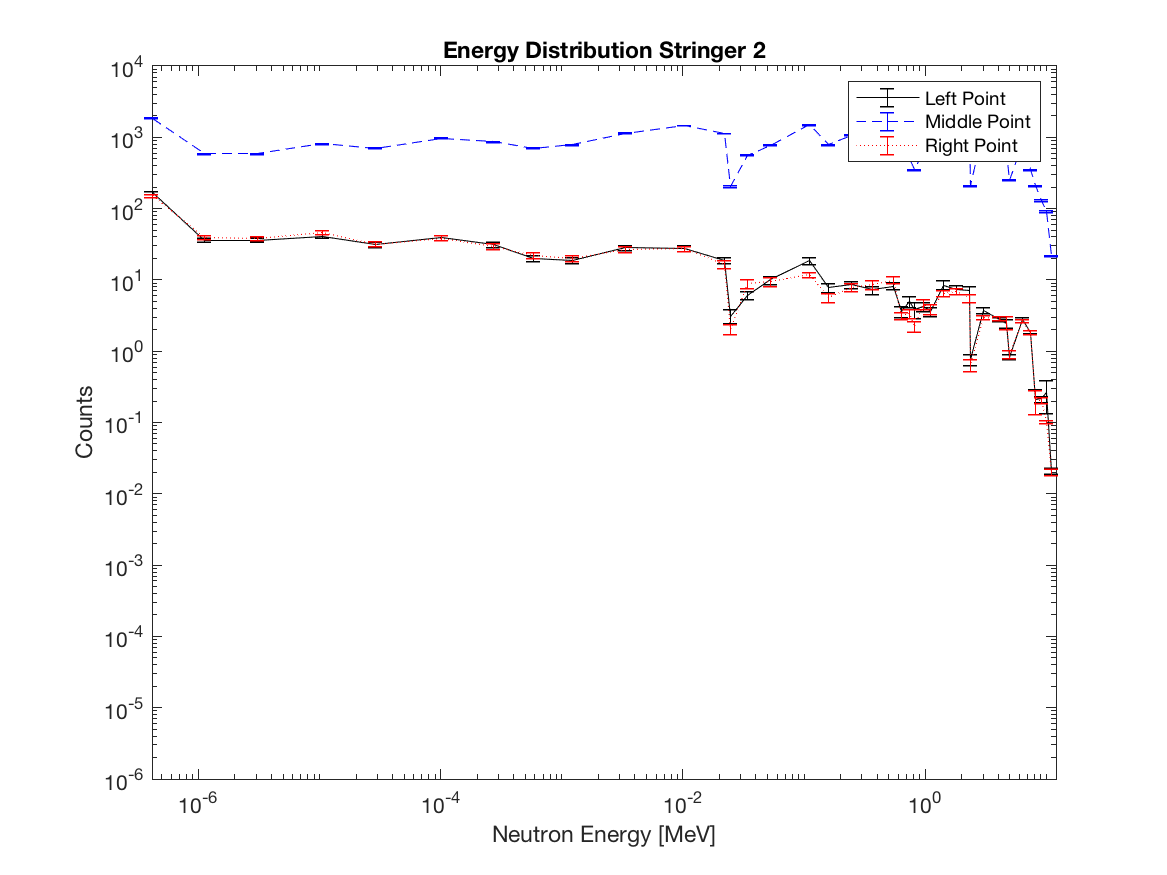 Energy Distribution Stringer 2
Left Point
Middle Point
Right Point
10^4
10^3
10^2
10^1
10^0
10^-1
10^-2
10^-3
10^-4
10^-5
10^-6
Counts
10^-6
10^-4
10^-2
10^0
Neutron Energy [MeV]